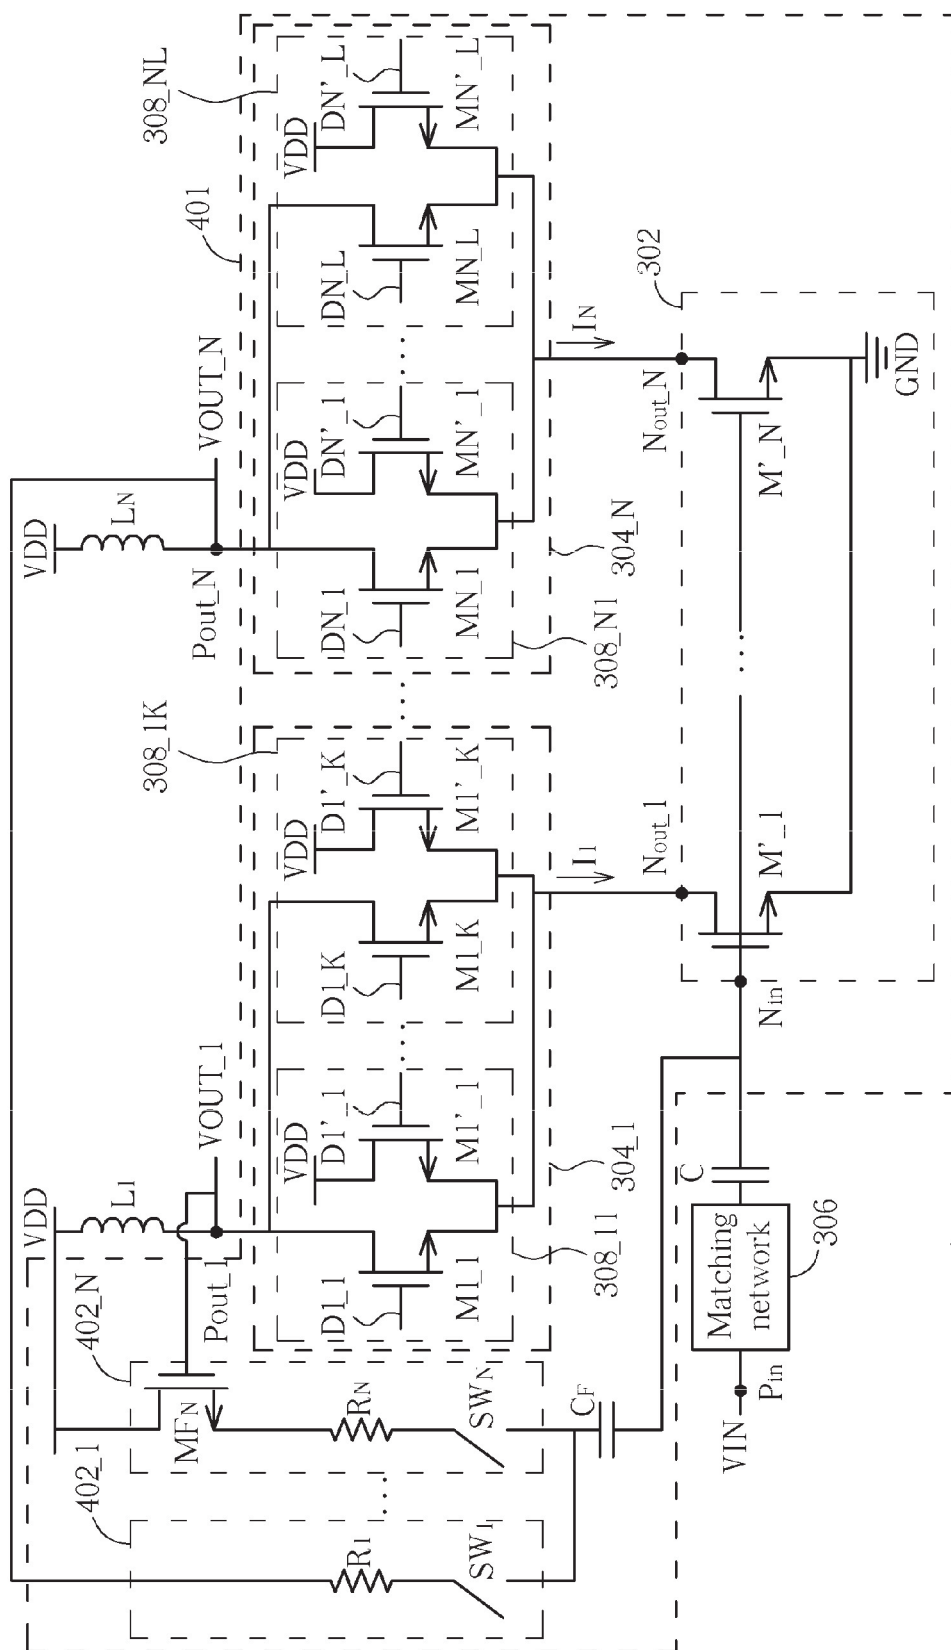 402_1
402_N
VDD
L1
VOUT_1
Pout_1
MFN
RN
SWN
R1
SW1
CF
VDD
LN
VOUT_N
Pout_N
401
308_1K
308_NL
D1_1
VDD
D1'_1
M1_1
M1'_1
D1_K
VDD
D1'_K
M1_K
M1'_K
308_11
304_1
DN_1
VDD
DN'_1
MN_1
MN'_1
DN_L
VDD
DN'_L
MN_L
MN'_L
308_N1
304_N
I1
IN
Nout_1
Nout_N
302
VIN
Pin
Matching
network
306
C
Nin
M'_1
M'_N
GND
...
...
...
...
...